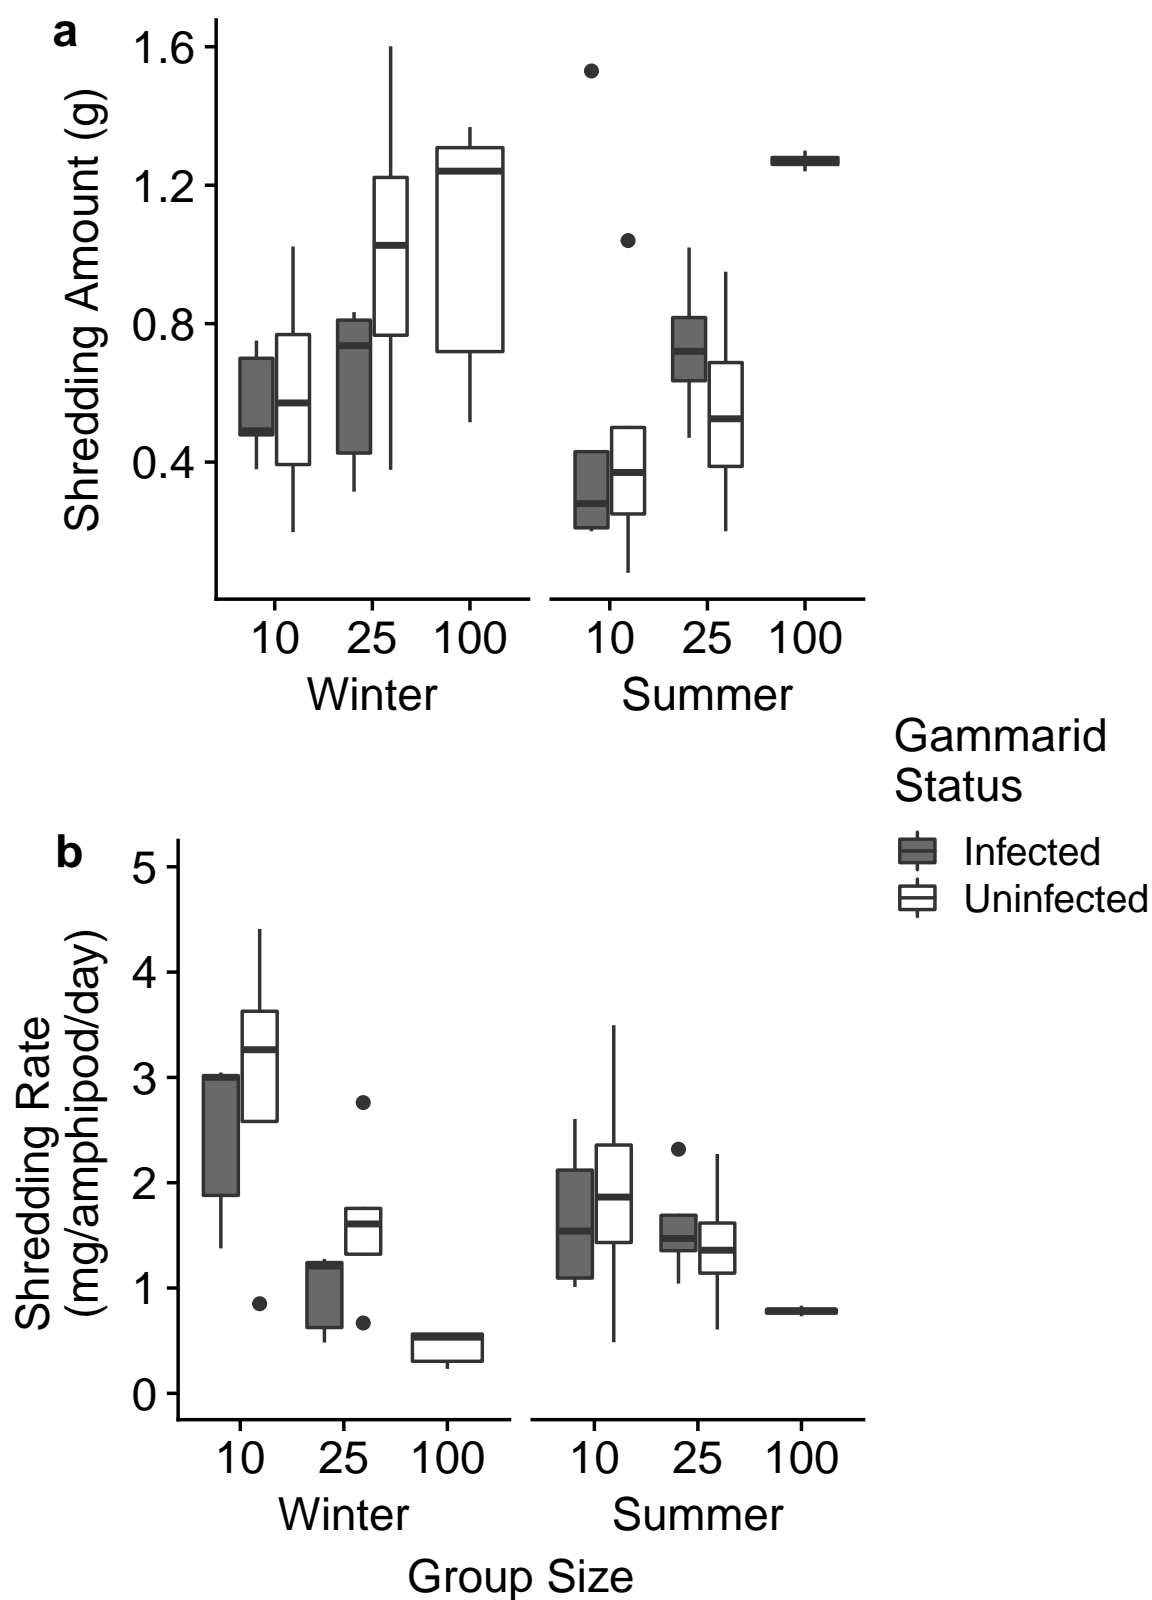 a
Shredding Amount (g)
1.6
1.2
0.8
0.4
10 25 100 10 25 100
Winter Summer
Gammarid
Status
Infected
Uninfected
b
Shredding Rate
(mg/amphipod/day)
5
4
3
2
1
0
10 25 100 10 25 100
Winter Summer
Group Size